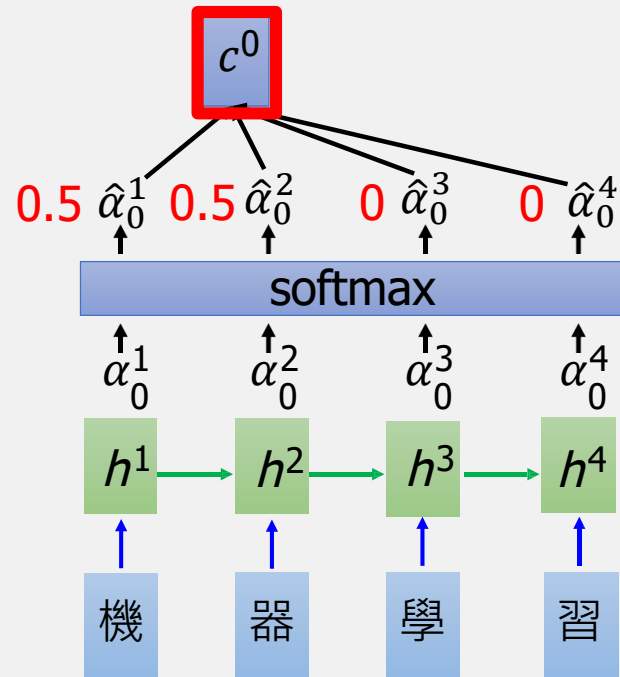 c⁰
0.5 α̂₀¹ 0.5 α̂₀² 0 α̂₀³ 0 α̂₀⁴
softmax
α₀¹ α₀² α₀³ α₀⁴
h¹ h² h³ h⁴
機 器 學 習